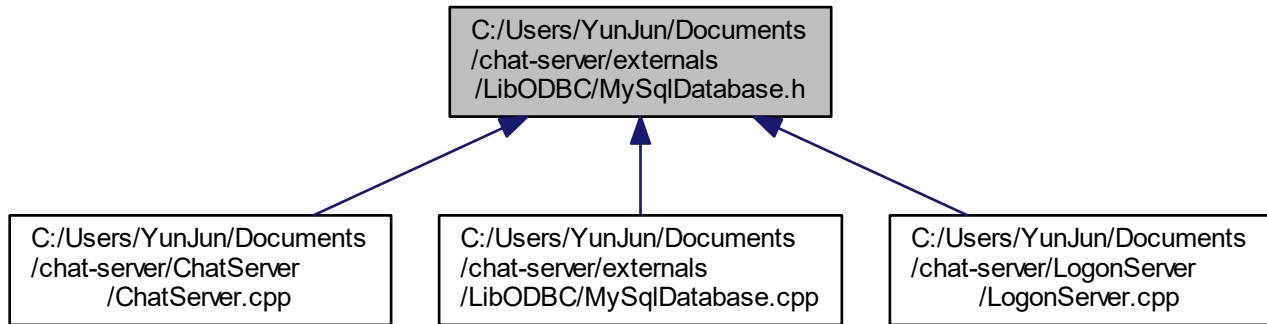 C:/Users/YunJun/Documents
/chat-server/externals
/LibODBC/MySqlDatabase.h
C:/Users/YunJun/Documents
/chat-server/ChatServer
/ChatServer.cpp
C:/Users/YunJun/Documents
/chat-server/externals
/LibODBC/MySqlDatabase.cpp
C:/Users/YunJun/Documents
/chat-server/LogonServer
/LogonServer.cpp